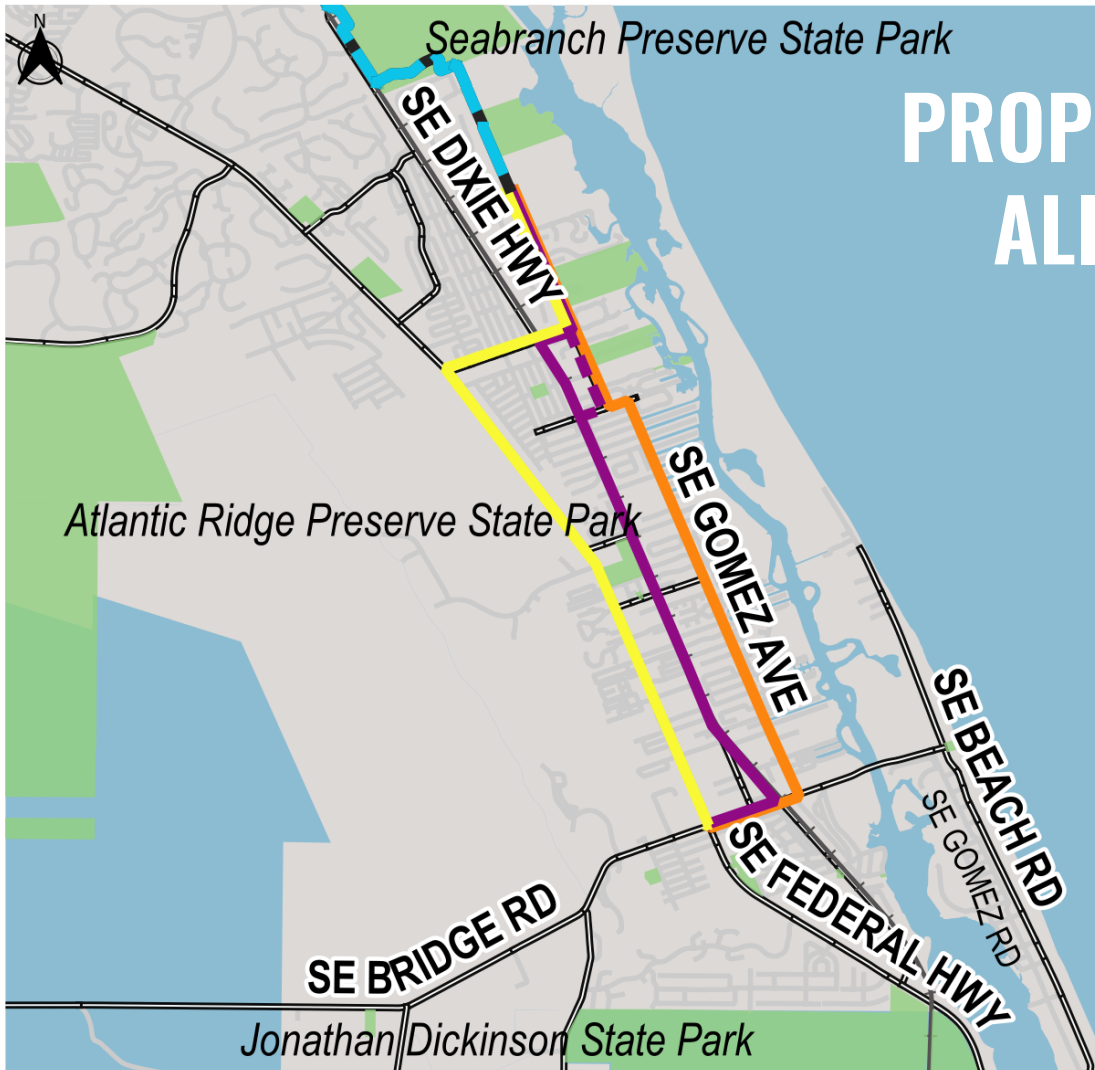 N
Seabranch Preserve State Park
PROP
ALI
SE DIXIE HWY
Atlantic Ridge Preserve State Park
SE GOMEZ AVE
SE BEACH RD
SE GOMEZ RD
SE FEDERAL HWY
SE BRIDGE RD
Jonathan Dickinson State Park